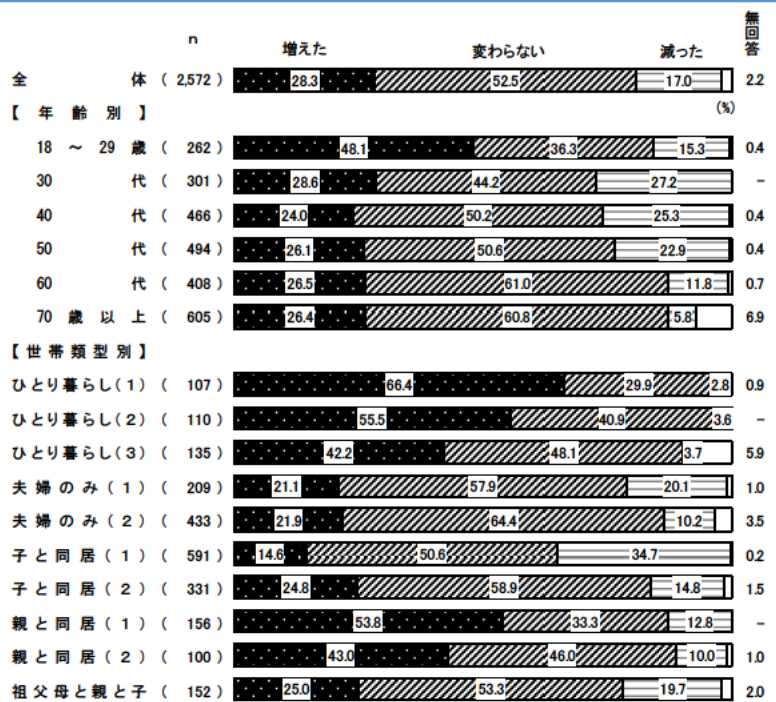 n 増えた 変わらない 減った 無回答
全体 ( 2,572 ) 28.3 52.5 17.0 2.2
(%)
【年齢別】
18～29歳 ( 262 ) 48.1 36.3 15.3 0.4
30代 ( 301 ) 28.6 44.2 27.2 -
40代 ( 466 ) 24.0 50.2 25.3 0.4
50代 ( 494 ) 26.1 50.6 22.9 0.4
60代 ( 408 ) 26.5 61.0 11.8 0.7
70歳以上 ( 605 ) 26.4 60.8 5.8 6.9
【世帯類型別】
ひとり暮らし(1) ( 107 ) 66.4 29.9 2.8 0.9
ひとり暮らし(2) ( 110 ) 55.5 40.9 3.6 -
ひとり暮らし(3) ( 135 ) 42.2 48.1 3.7 5.9
夫婦のみ(1) ( 209 ) 21.1 57.9 20.1 1.0
夫婦のみ(2) ( 433 ) 21.9 64.4 10.2 3.5
子と同居(1) ( 591 ) 14.6 50.6 34.7 0.2
子と同居(2) ( 331 ) 24.8 58.9 14.8 1.5
親と同居(1) ( 156 ) 53.8 33.3 12.8 -
親と同居(2) ( 100 ) 43.0 46.0 10.0 1.0
祖父母と親と子 ( 152 ) 25.0 53.3 19.7 2.0